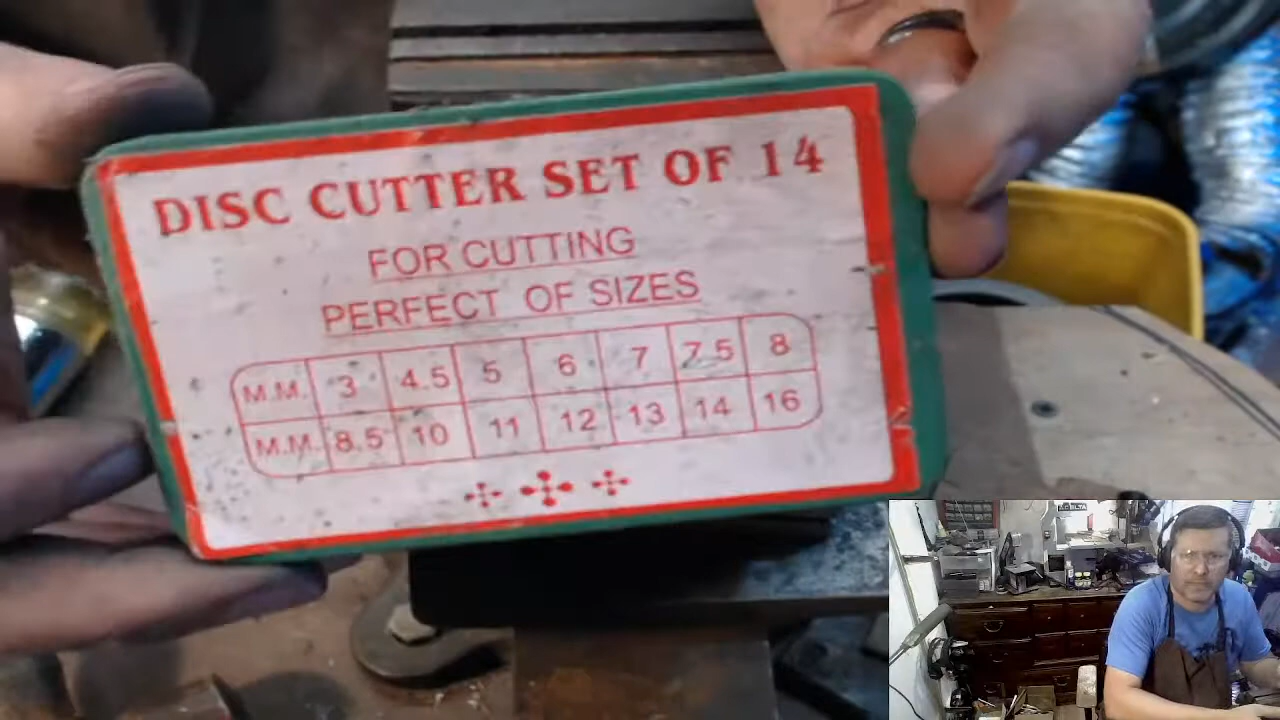 DISC CUTTER SET OF 14
FOR CUTTING
PERFECT OF SIZES
M.M. 3 4.5 5 6 7 7.5 8
M.M. 8.5 10 11 12 13 14 16
DELTA